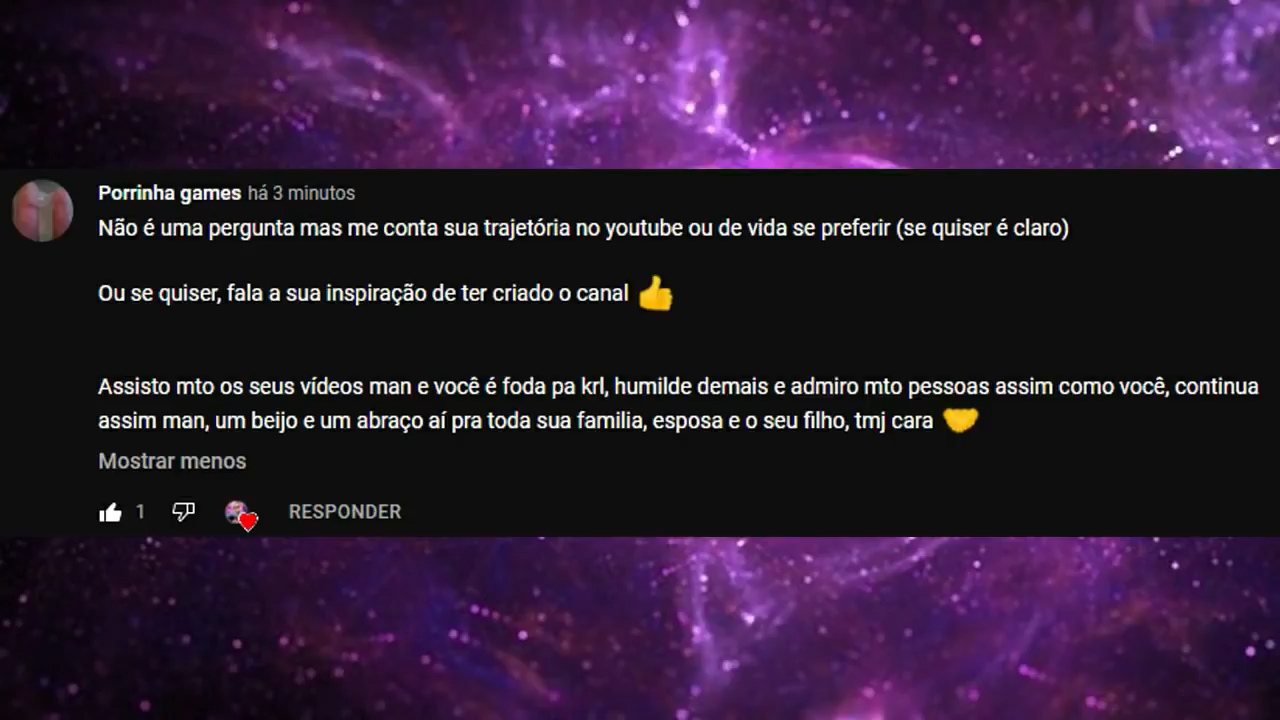 Porrinha games há 3 minutos
Não é uma pergunta mas me conta sua trajetória no youtube ou de vida se preferir (se quiser é claro)
Ou se quiser, fala a sua inspiração de ter criado o canal 👍
Assisto mto os seus vídeos man e você é foda pa krl, humilde demais e admiro mto pessoas assim como você, continua
assim man, um beijo e um abraço aí pra toda sua familia, esposa e o seu filho, tmj cara 🤝
Mostrar menos
1 RESPONDER